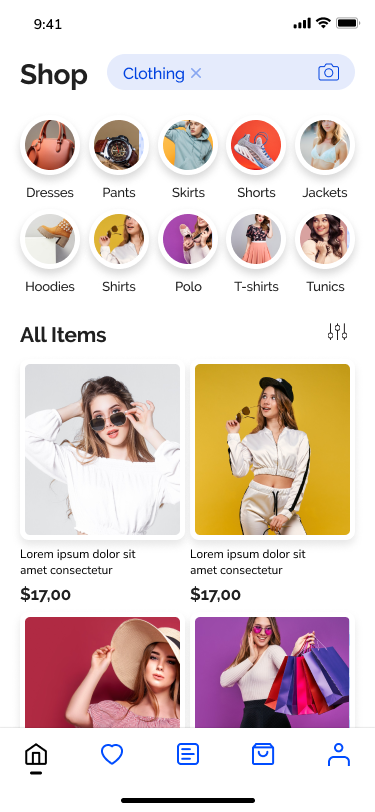 9:41
Shop
Clothing
Dresses Pants Skirts Shorts Jackets
Hoodies Shirts Polo T-shirts Tunics
All Items
Lorem ipsum dolor sit
amet consectetur
$17,00
Lorem ipsum dolor sit
amet consectetur
$17,00